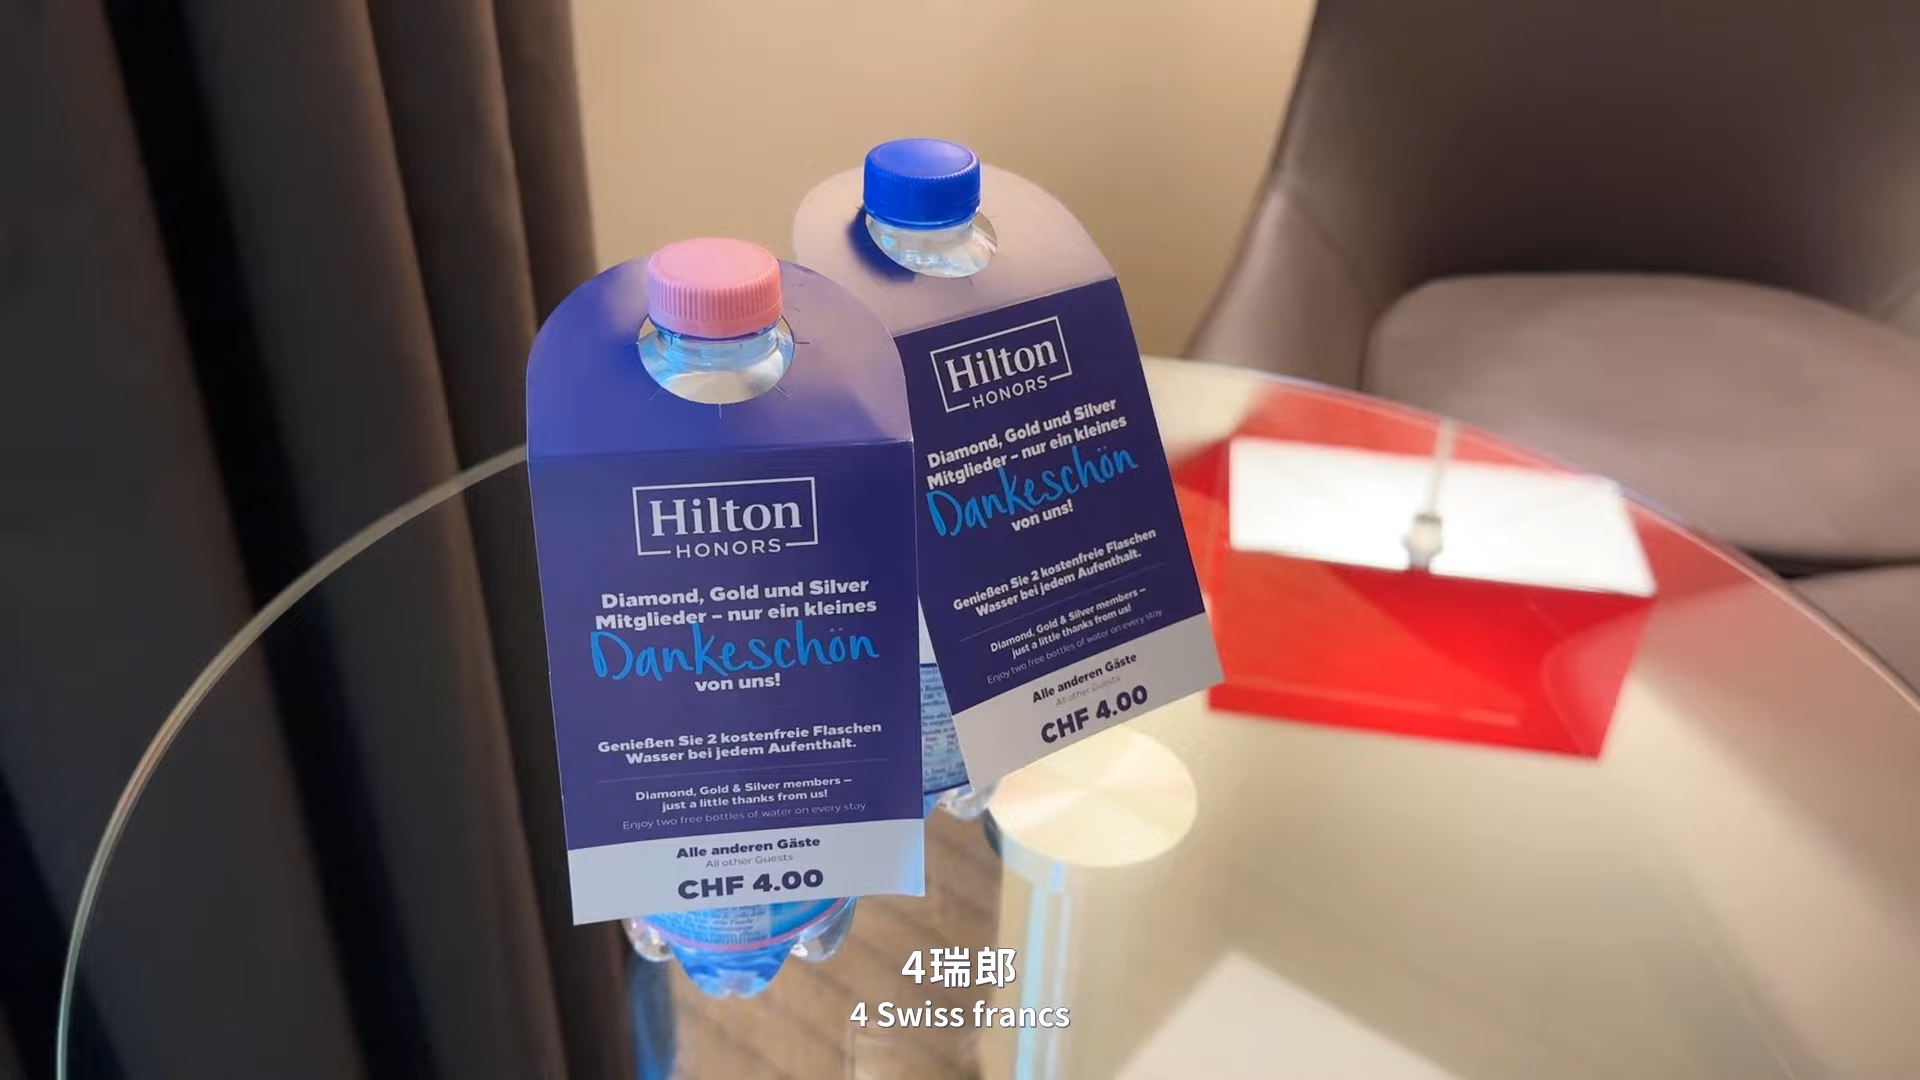 Hilton
HONORS
Diamond, Gold und Silver
Mitglieder – nur ein kleines
Dankeschön
von uns!
Genießen Sie 2 kostenfreie Flaschen
Wasser bei jedem Aufenthalt.
Diamond, Gold & Silver members –
just a little thanks from us!
Enjoy two free bottles of water on every stay
Alle anderen Gäste
All other Guests
CHF 4.00
Hilton
HONORS
Diamond, Gold und Silver
Mitglieder – nur ein kleines
Dankeschön
von uns!
Genießen Sie 2 kostenfreie Flaschen
Wasser bei jedem Aufenthalt.
Diamond, Gold & Silver members –
just a little thanks from us!
Enjoy two free bottles of water on every stay
Alle anderen Gäste
All other Guests
CHF 4.00
4瑞郎
4 Swiss francs